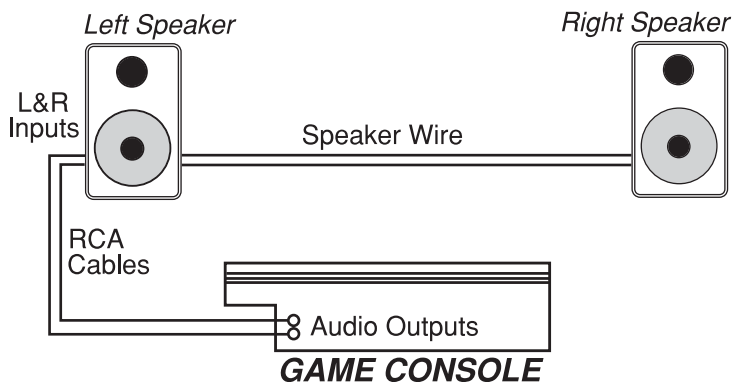 Left Speaker
Right Speaker
L&R
Inputs
Speaker Wire
RCA
Cables
Audio Outputs
GAME CONSOLE